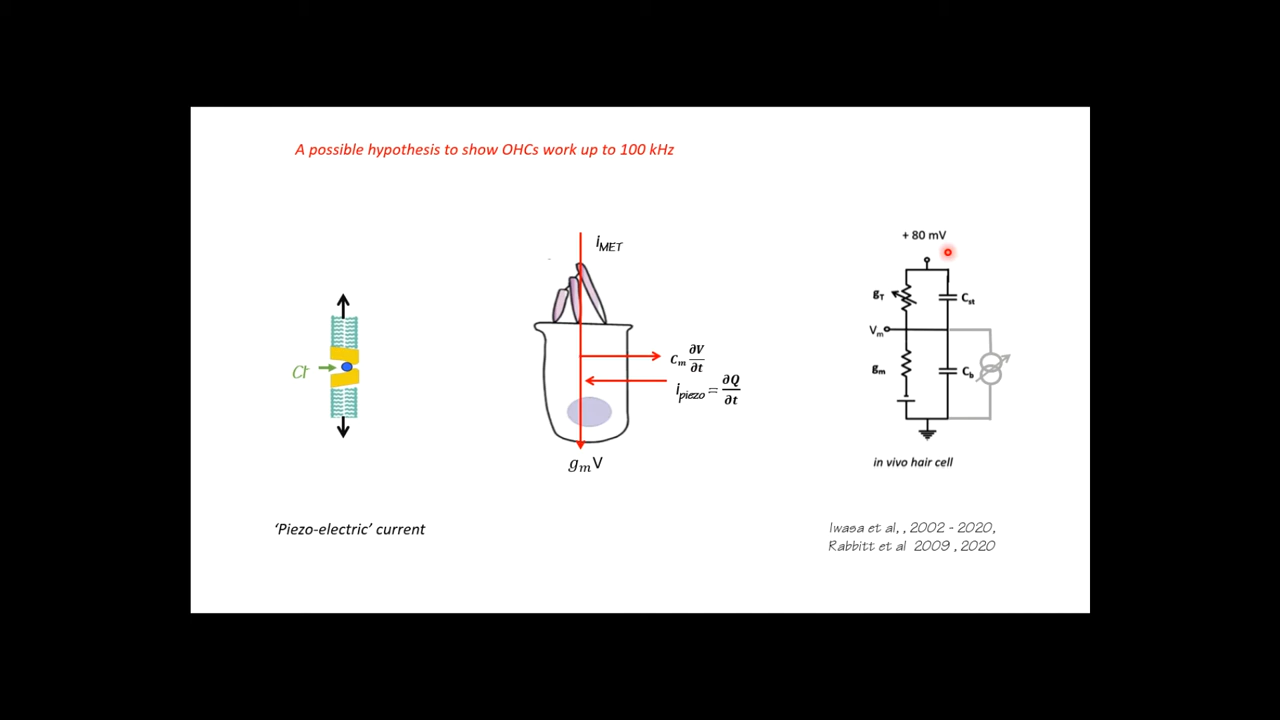 A possible hypothesis to show OHCs work up to 100 kHz
+ 80 mV
i_MET
g_T
C_st
V_m
C_m ∂V/∂t
g_m
C_b
Cl-
i_piezo = ∂Q/∂t
g_mV
in vivo hair cell
‘Piezo-electric’ current
Iwasa et al, , 2002 - 2020,
Rabbitt et al 2009 , 2020